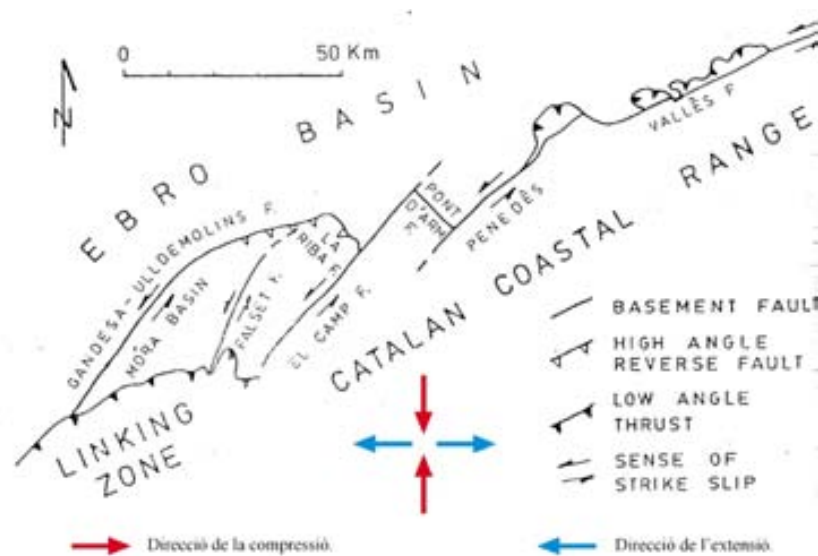 0 50 Km
N
EBRO BASIN
VALLÈS F.
PENEDÈS
PONT
D'ARM.
F.
LA
RIBA F.
GANDESA-ULLDEMOLINS F.
MÓRA BASIN
FALSET F.
EL CAMP F.
CATALAN COASTAL RANGE
LINKING
ZONE
BASEMENT FAULT
HIGH ANGLE
REVERSE FAULT
LOW ANGLE
THRUST
SENSE OF
STRIKE SLIP
Direcció de la compressió.
Direcció de l'extensió.